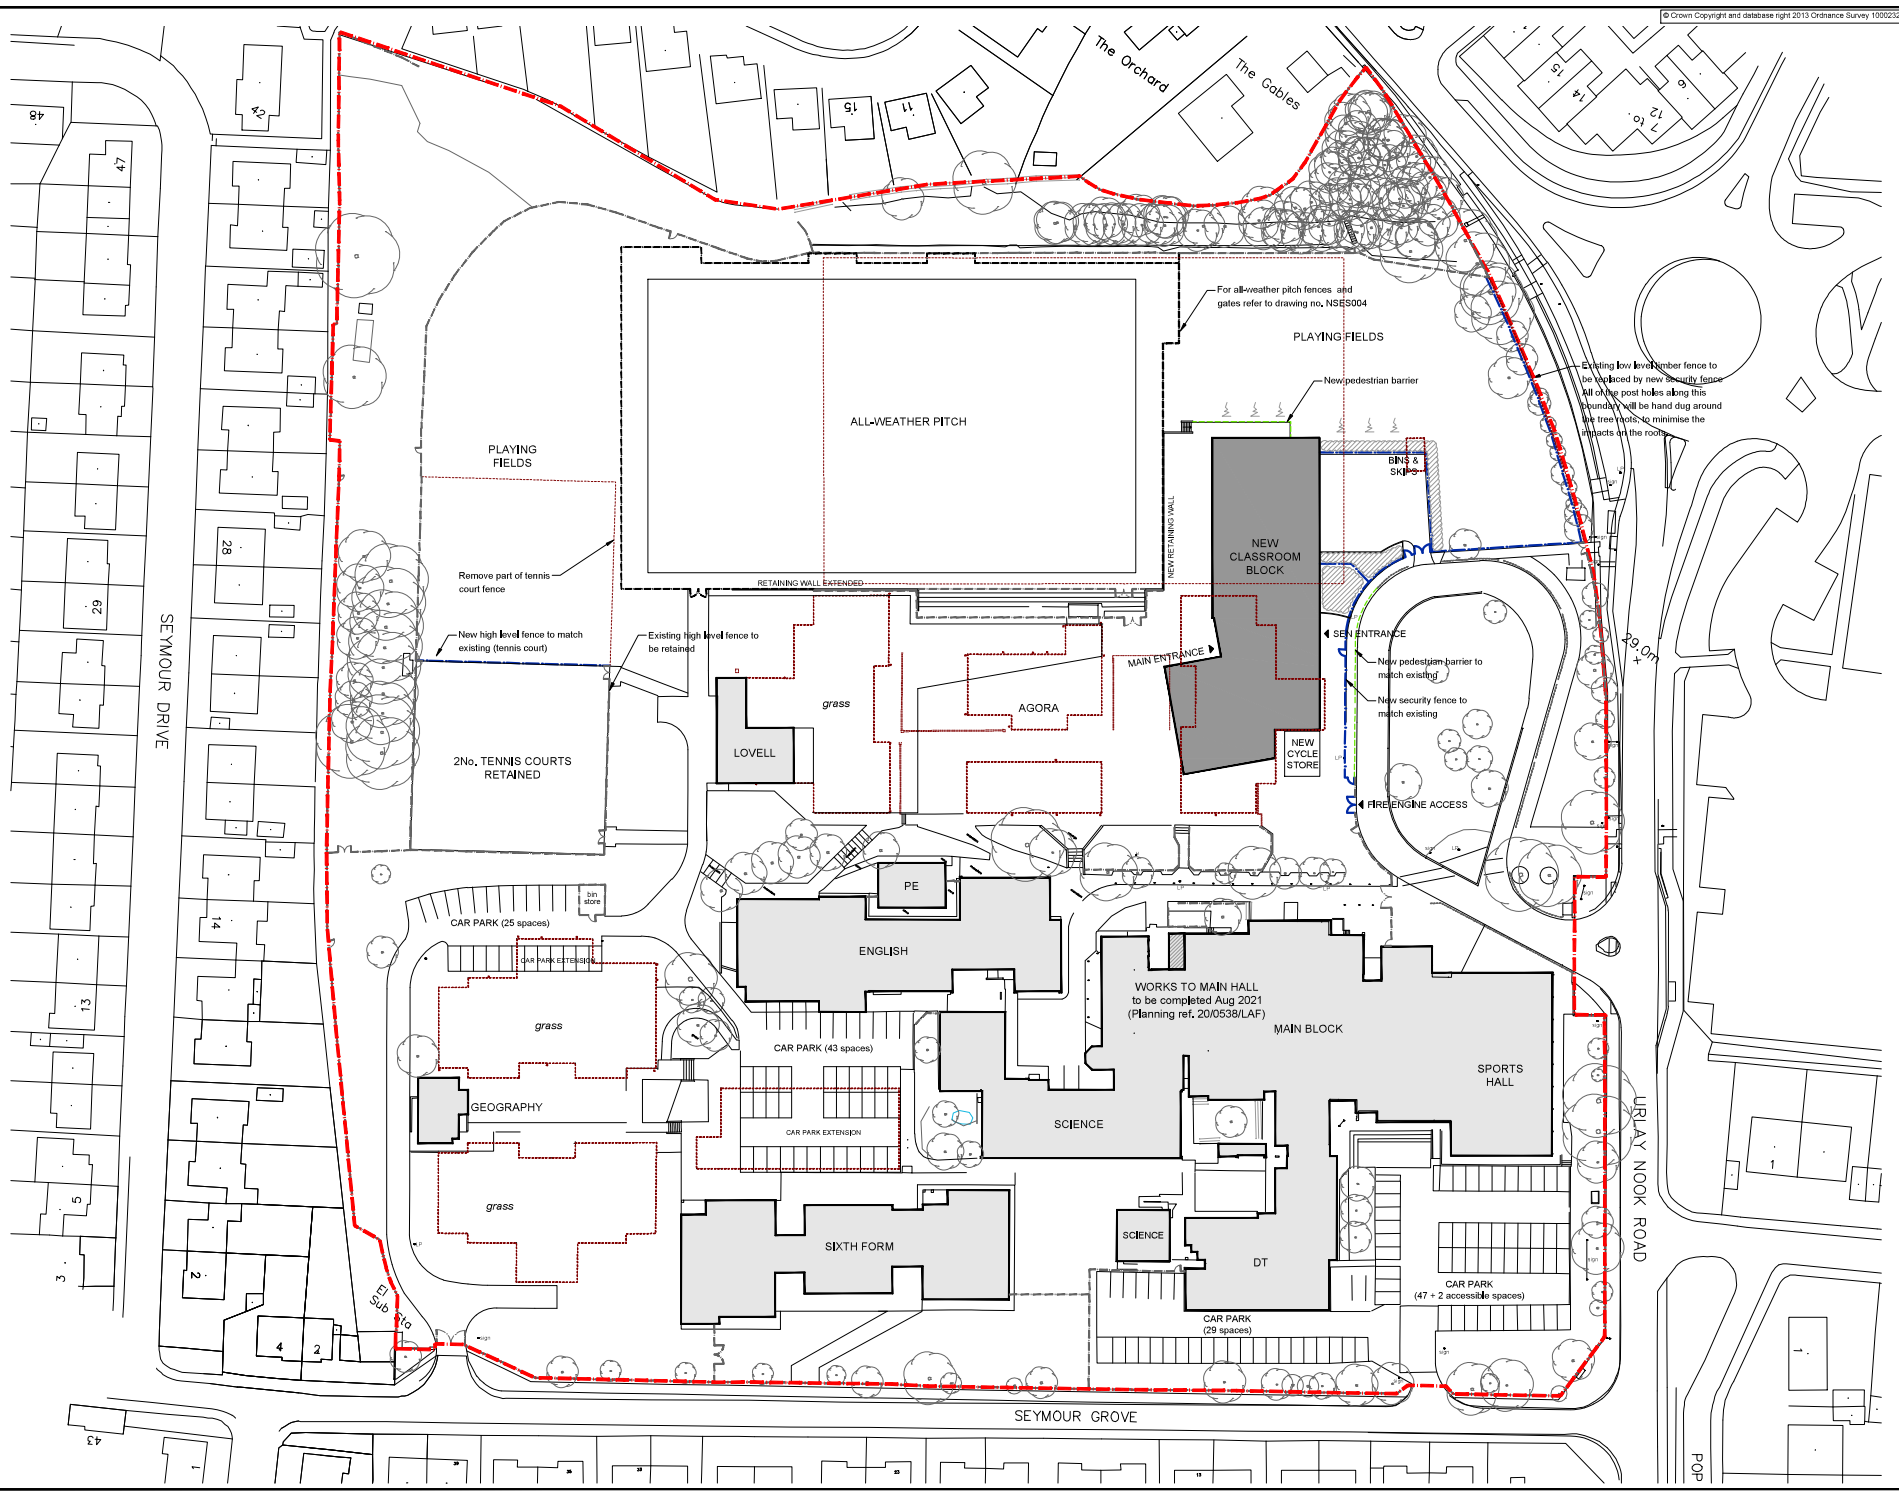 © Crown Copyright and database right 2013 Ordnance Survey 1000232
The Orchard
The Gables
15
14
7 to 12
6
15
11
42
48
47
For all-weather pitch fences and
gates refer to drawing no. NSES004
PLAYING FIELDS
Existing low level timber fence to
be replaced by new security fence
All of the post holes along this
boundary will be hand dug around
the tree roots, to minimise the
impacts on the roots.
New pedestrian barrier
ALL-WEATHER PITCH
PLAYING
FIELDS
BINS &
SKIPS
NEW RETAINING WALL
NEW
CLASSROOM
BLOCK
28
29
Remove part of tennis
court fence
RETAINING WALL EXTENDED
SEYMOUR DRIVE
New high level fence to match
existing (tennis court)
Existing high level fence to
be retained
SEN ENTRANCE
MAIN ENTRANCE
29.0m
New pedestrian barrier to
match existing
New security fence to
match existing
grass
AGORA
LOVELL
NEW
CYCLE
STORE
2No. TENNIS COURTS
RETAINED
LP
FIRE ENGINE ACCESS
PE
bin
store
CAR PARK (25 spaces)
14
ENGLISH
CAR PARK EXTENSION
WORKS TO MAIN HALL
to be completed Aug 2021
(Planning ref. 20/0538/LAF)
MAIN BLOCK
13
grass
CAR PARK (43 spaces)
SPORTS
HALL
GEOGRAPHY
SCIENCE
CAR PARK EXTENSION
URLAY NOOK ROAD
1
5
grass
SCIENCE
SIXTH FORM
DT
3
2
El
Sub Sta
CAR PARK
(47 + 2 accessible spaces)
CAR PARK
(29 spaces)
4
2
sign
1
SEYMOUR GROVE
43
1
POP